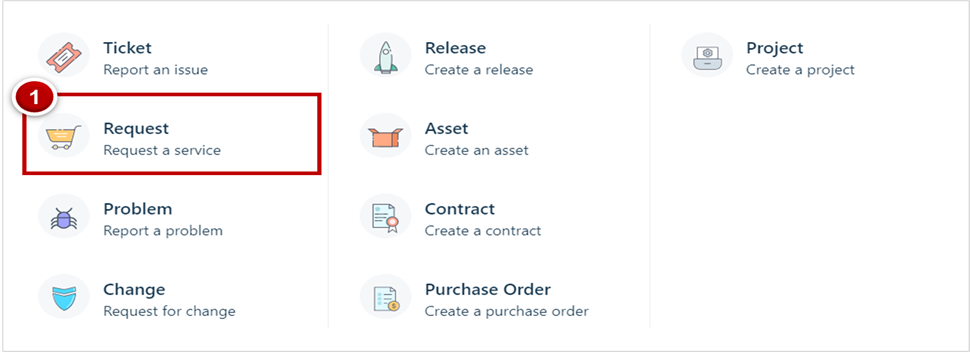 Ticket
Report an issue
1
Request
Request a service
Problem
Report a problem
Change
Request for change
Release
Create a release
Asset
Create an asset
Contract
Create a contract
Purchase Order
Create a purchase order
Project
Create a project